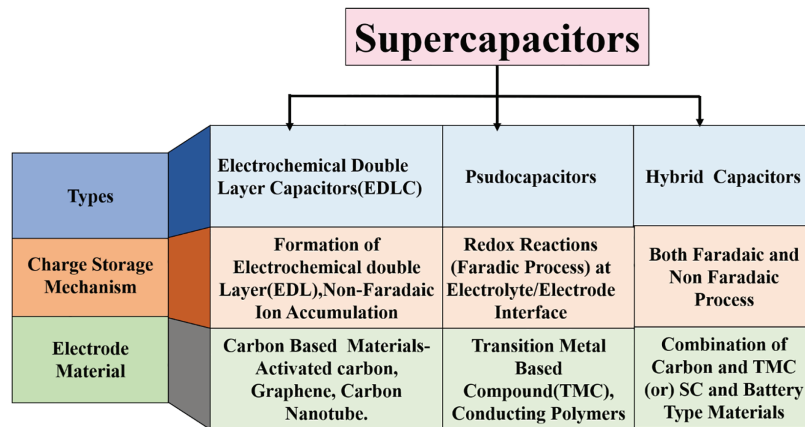 Supercapacitors
Types
Electrochemical Double
Layer Capacitors(EDLC)
Psudocapacitors
Hybrid Capacitors
Charge Storage
Mechanism
Formation of
Electrochemical double
Layer(EDL),Non-Faradaic
Ion Accumulation
Redox Reactions
(Faradic Process) at
Electrolyte/Electrode
Interface
Both Faradaic and
Non Faradaic
Process
Electrode
Material
Carbon Based Materials-
Activated carbon,
Graphene, Carbon
Nanotube.
Transition Metal
Based
Compound(TMC),
Conducting Polymers
Combination of
Carbon and TMC
(or) SC and Battery
Type Materials